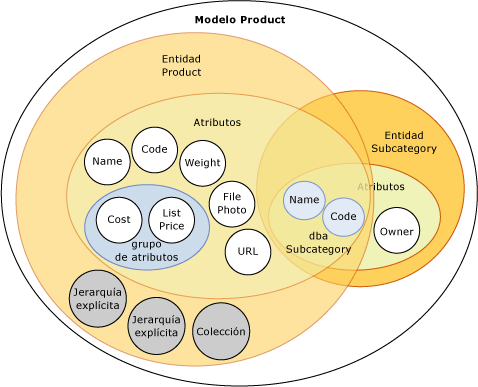 Modelo Product
Entidad
Product
Atributos
Name
Code
Weight
File
Photo
URL
Cost
List
Price
grupo
de atributos
Jerarquía
explícita
Jerarquía
explícita
Colección
Entidad
Subcategory
Atributos
Name
Code
dba
Subcategory
Owner